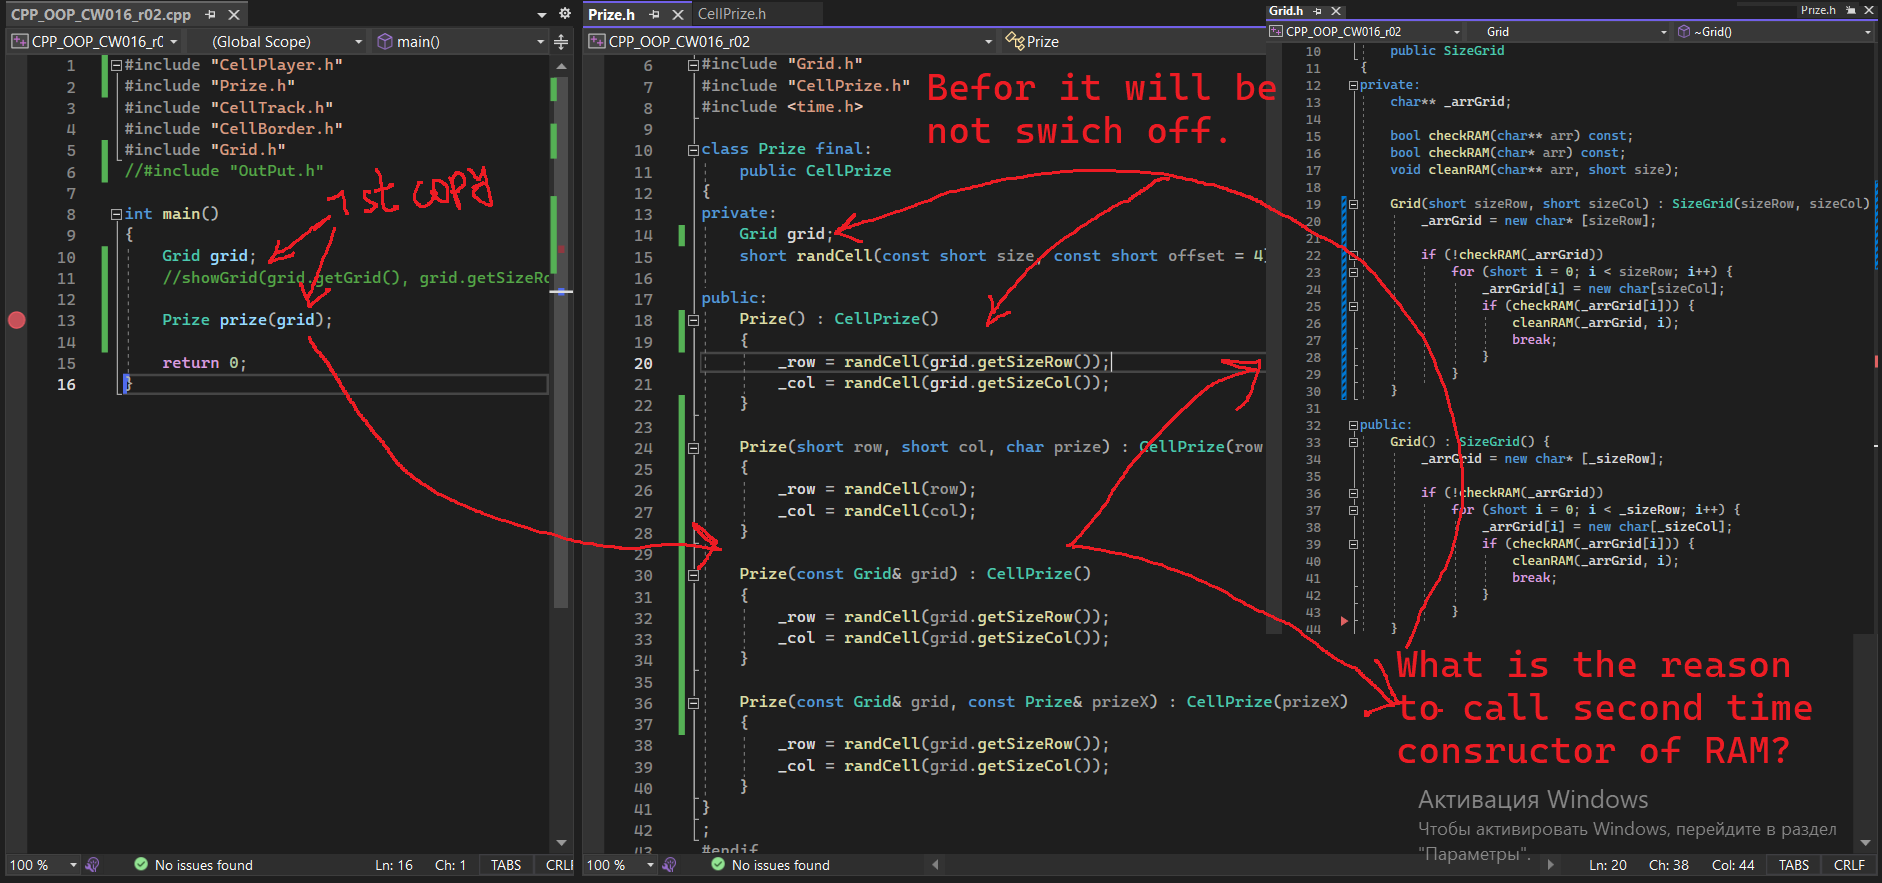 CPP_OOP_CW016_r02.cpp
CPP_OOP_CW016_r0
(Global Scope)
main()
1 #include "CellPlayer.h"
2 #include "Prize.h"
3 #include "CellTrack.h"
4 #include "CellBorder.h"
5 #include "Grid.h"
6 //#include "OutPut.h"
7
8 int main()
9 {
10 Grid grid;
11 //showGrid(grid.getGrid(), grid.getSizeRo
12
13 Prize prize(grid);
14
15 return 0;
16 }
1st copy
100 %
No issues found
Ln: 16 Ch: 1 TABS CRLF
Prize.h
CellPrize.h
CPP_OOP_CW016_r02
Prize
6 #include "Grid.h"
7 #include "CellPrize.h"
8 #include <time.h>
9
10 class Prize final:
11 public CellPrize
12 {
13 private:
14 Grid grid;
15 short randCell(const short size, const short offset = 4)
16
17 public:
18 Prize() : CellPrize()
19 {
20 _row = randCell(grid.getSizeRow());
21 _col = randCell(grid.getSizeCol());
22 }
23
24 Prize(short row, short col, char prize) : CellPrize(row
25 {
26 _row = randCell(row);
27 _col = randCell(col);
28 }
29
30 Prize(const Grid& grid) : CellPrize()
31 {
32 _row = randCell(grid.getSizeRow());
33 _col = randCell(grid.getSizeCol());
34 }
35
36 Prize(const Grid& grid, const Prize& prizeX) : CellPrize(prizeX)
37 {
38 _row = randCell(grid.getSizeRow());
39 _col = randCell(grid.getSizeCol());
40 }
41 }
42 ;
43 #endif
Befor it will be
not swich off.
100 %
No issues found
Ln: 20 Ch: 38 Col: 44 TABS CRLF
Grid.h
Prize.h
CPP_OOP_CW016_r02
Grid
~Grid()
10 public SizeGrid
11 {
12 private:
13 char** _arrGrid;
14
15 bool checkRAM(char** arr) const;
16 bool checkRAM(char* arr) const;
17 void cleanRAM(char** arr, short size);
18
19 Grid(short sizeRow, short sizeCol) : SizeGrid(sizeRow, sizeCol)
20 _arrGrid = new char* [sizeRow];
21
22 if (!checkRAM(_arrGrid))
23 for (short i = 0; i < sizeRow; i++) {
24 _arrGrid[i] = new char[sizeCol];
25 if (checkRAM(_arrGrid[i])) {
26 cleanRAM(_arrGrid, i);
27 break;
28 }
29 }
30 }
31
32 public:
33 Grid() : SizeGrid() {
34 _arrGrid = new char* [_sizeRow];
35
36 if (!checkRAM(_arrGrid))
37 for (short i = 0; i < _sizeRow; i++) {
38 _arrGrid[i] = new char[_sizeCol];
39 if (checkRAM(_arrGrid[i])) {
40 cleanRAM(_arrGrid, i);
41 break;
42 }
43 }
44 }
What is the reason
to call second time
consructor of RAM?
Активация Windows
Чтобы активировать Windows, перейдите в раздел
"Параметры".